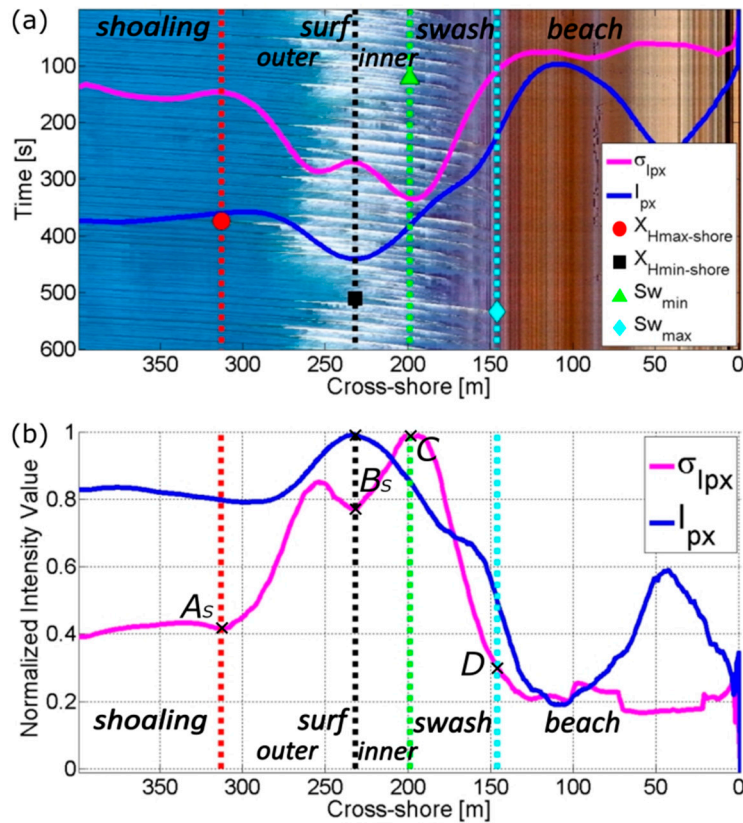 (a)
shoaling surf swash beach
outer inner
100
200
300
400
500
600
Time [s]
σIpx
Ipx
XHmax-shore
XHmin-shore
Swmin
Swmax
350 300 250 200 150 100 50 0
Cross-shore [m]
(b)
1
0.8
0.6
0.4
0.2
0
Normalized Intensity Value
σIpx
Ipx
AS
BS
C
D
shoaling surf swash beach
outer inner
350 300 250 200 150 100 50 0
Cross-shore [m]